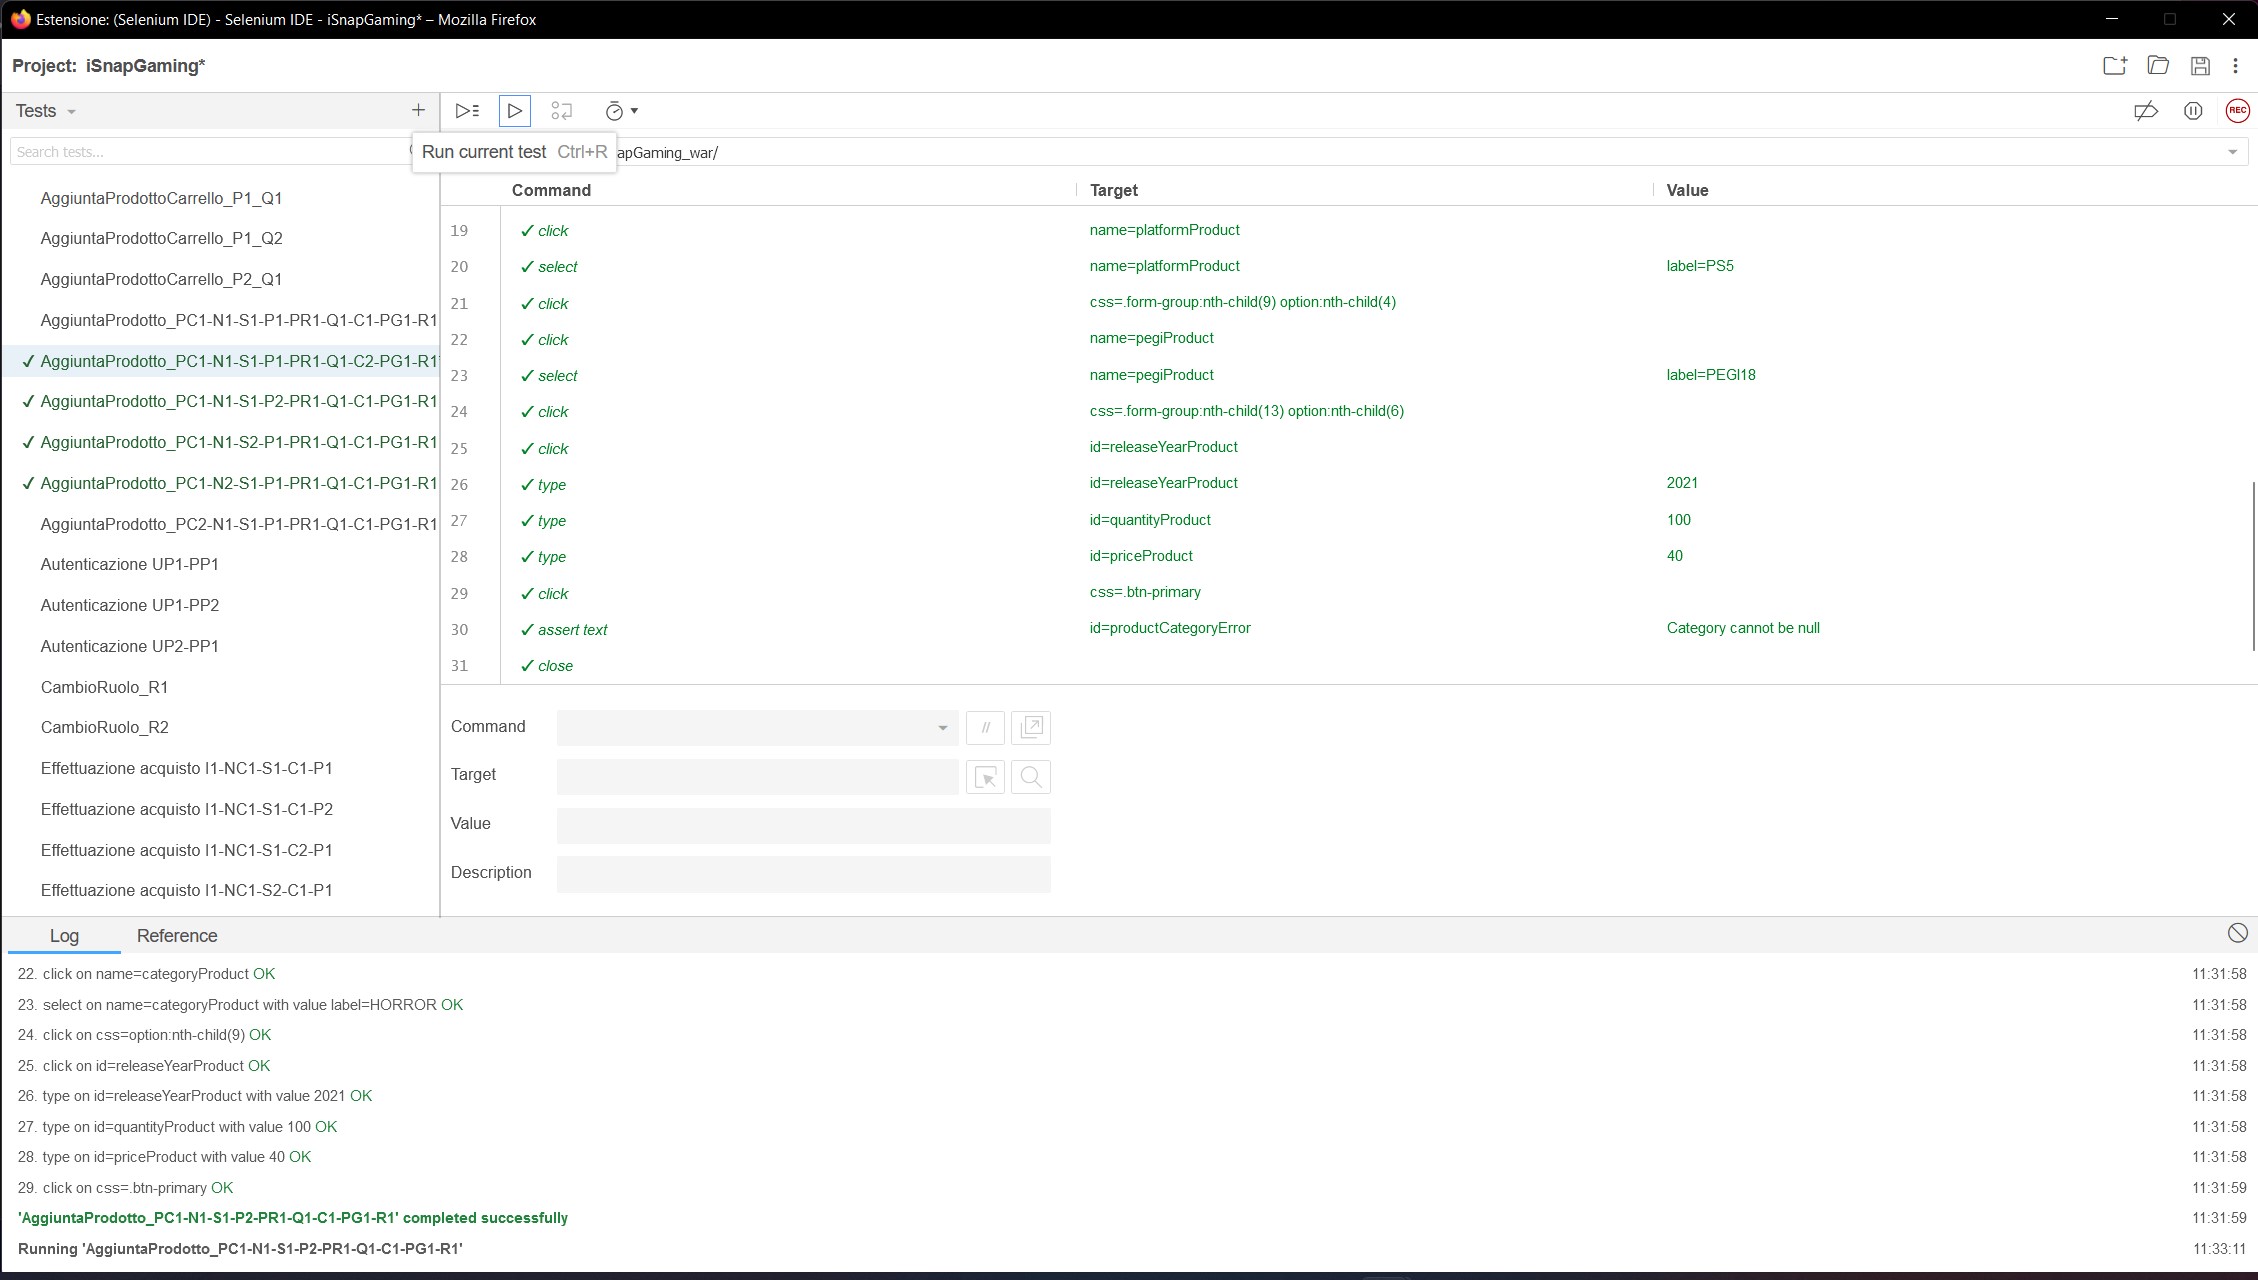 Estensione: (Selenium IDE) - Selenium IDE - iSnapGaming* – Mozilla Firefox
Project: iSnapGaming*
Tests
REC
Search tests...
Run current test Ctrl+R
apGaming_war/
Command Target Value
AggiuntaProdottoCarrello_P1_Q1
AggiuntaProdottoCarrello_P1_Q2
AggiuntaProdottoCarrello_P2_Q1
AggiuntaProdotto_PC1-N1-S1-P1-PR1-Q1-C1-PG1-R1
✓ AggiuntaProdotto_PC1-N1-S1-P1-PR1-Q1-C2-PG1-R1
✓ AggiuntaProdotto_PC1-N1-S1-P2-PR1-Q1-C1-PG1-R1
✓ AggiuntaProdotto_PC1-N1-S2-P1-PR1-Q1-C1-PG1-R1
✓ AggiuntaProdotto_PC1-N2-S1-P1-PR1-Q1-C1-PG1-R1
AggiuntaProdotto_PC2-N1-S1-P1-PR1-Q1-C1-PG1-R1
Autenticazione UP1-PP1
Autenticazione UP1-PP2
Autenticazione UP2-PP1
CambioRuolo_R1
CambioRuolo_R2
Effettuazione acquisto I1-NC1-S1-C1-P1
Effettuazione acquisto I1-NC1-S1-C1-P2
Effettuazione acquisto I1-NC1-S1-C2-P1
Effettuazione acquisto I1-NC1-S2-C1-P1
19 ✓ click name=platformProduct
20 ✓ select name=platformProduct label=PS5
21 ✓ click css=.form-group:nth-child(9) option:nth-child(4)
22 ✓ click name=pegiProduct
23 ✓ select name=pegiProduct label=PEGI18
24 ✓ click css=.form-group:nth-child(13) option:nth-child(6)
25 ✓ click id=releaseYearProduct
26 ✓ type id=releaseYearProduct 2021
27 ✓ type id=quantityProduct 100
28 ✓ type id=priceProduct 40
29 ✓ click css=.btn-primary
30 ✓ assert text id=productCategoryError Category cannot be null
31 ✓ close
Command //
Target
Value
Description
Log Reference
22. click on name=categoryProduct OK 11:31:58
23. select on name=categoryProduct with value label=HORROR OK 11:31:58
24. click on css=option:nth-child(9) OK 11:31:58
25. click on id=releaseYearProduct OK 11:31:58
26. type on id=releaseYearProduct with value 2021 OK 11:31:58
27. type on id=quantityProduct with value 100 OK 11:31:58
28. type on id=priceProduct with value 40 OK 11:31:58
29. click on css=.btn-primary OK 11:31:59
'AggiuntaProdotto_PC1-N1-S1-P2-PR1-Q1-C1-PG1-R1' completed successfully 11:31:59
Running 'AggiuntaProdotto_PC1-N1-S1-P2-PR1-Q1-C1-PG1-R1' 11:33:11